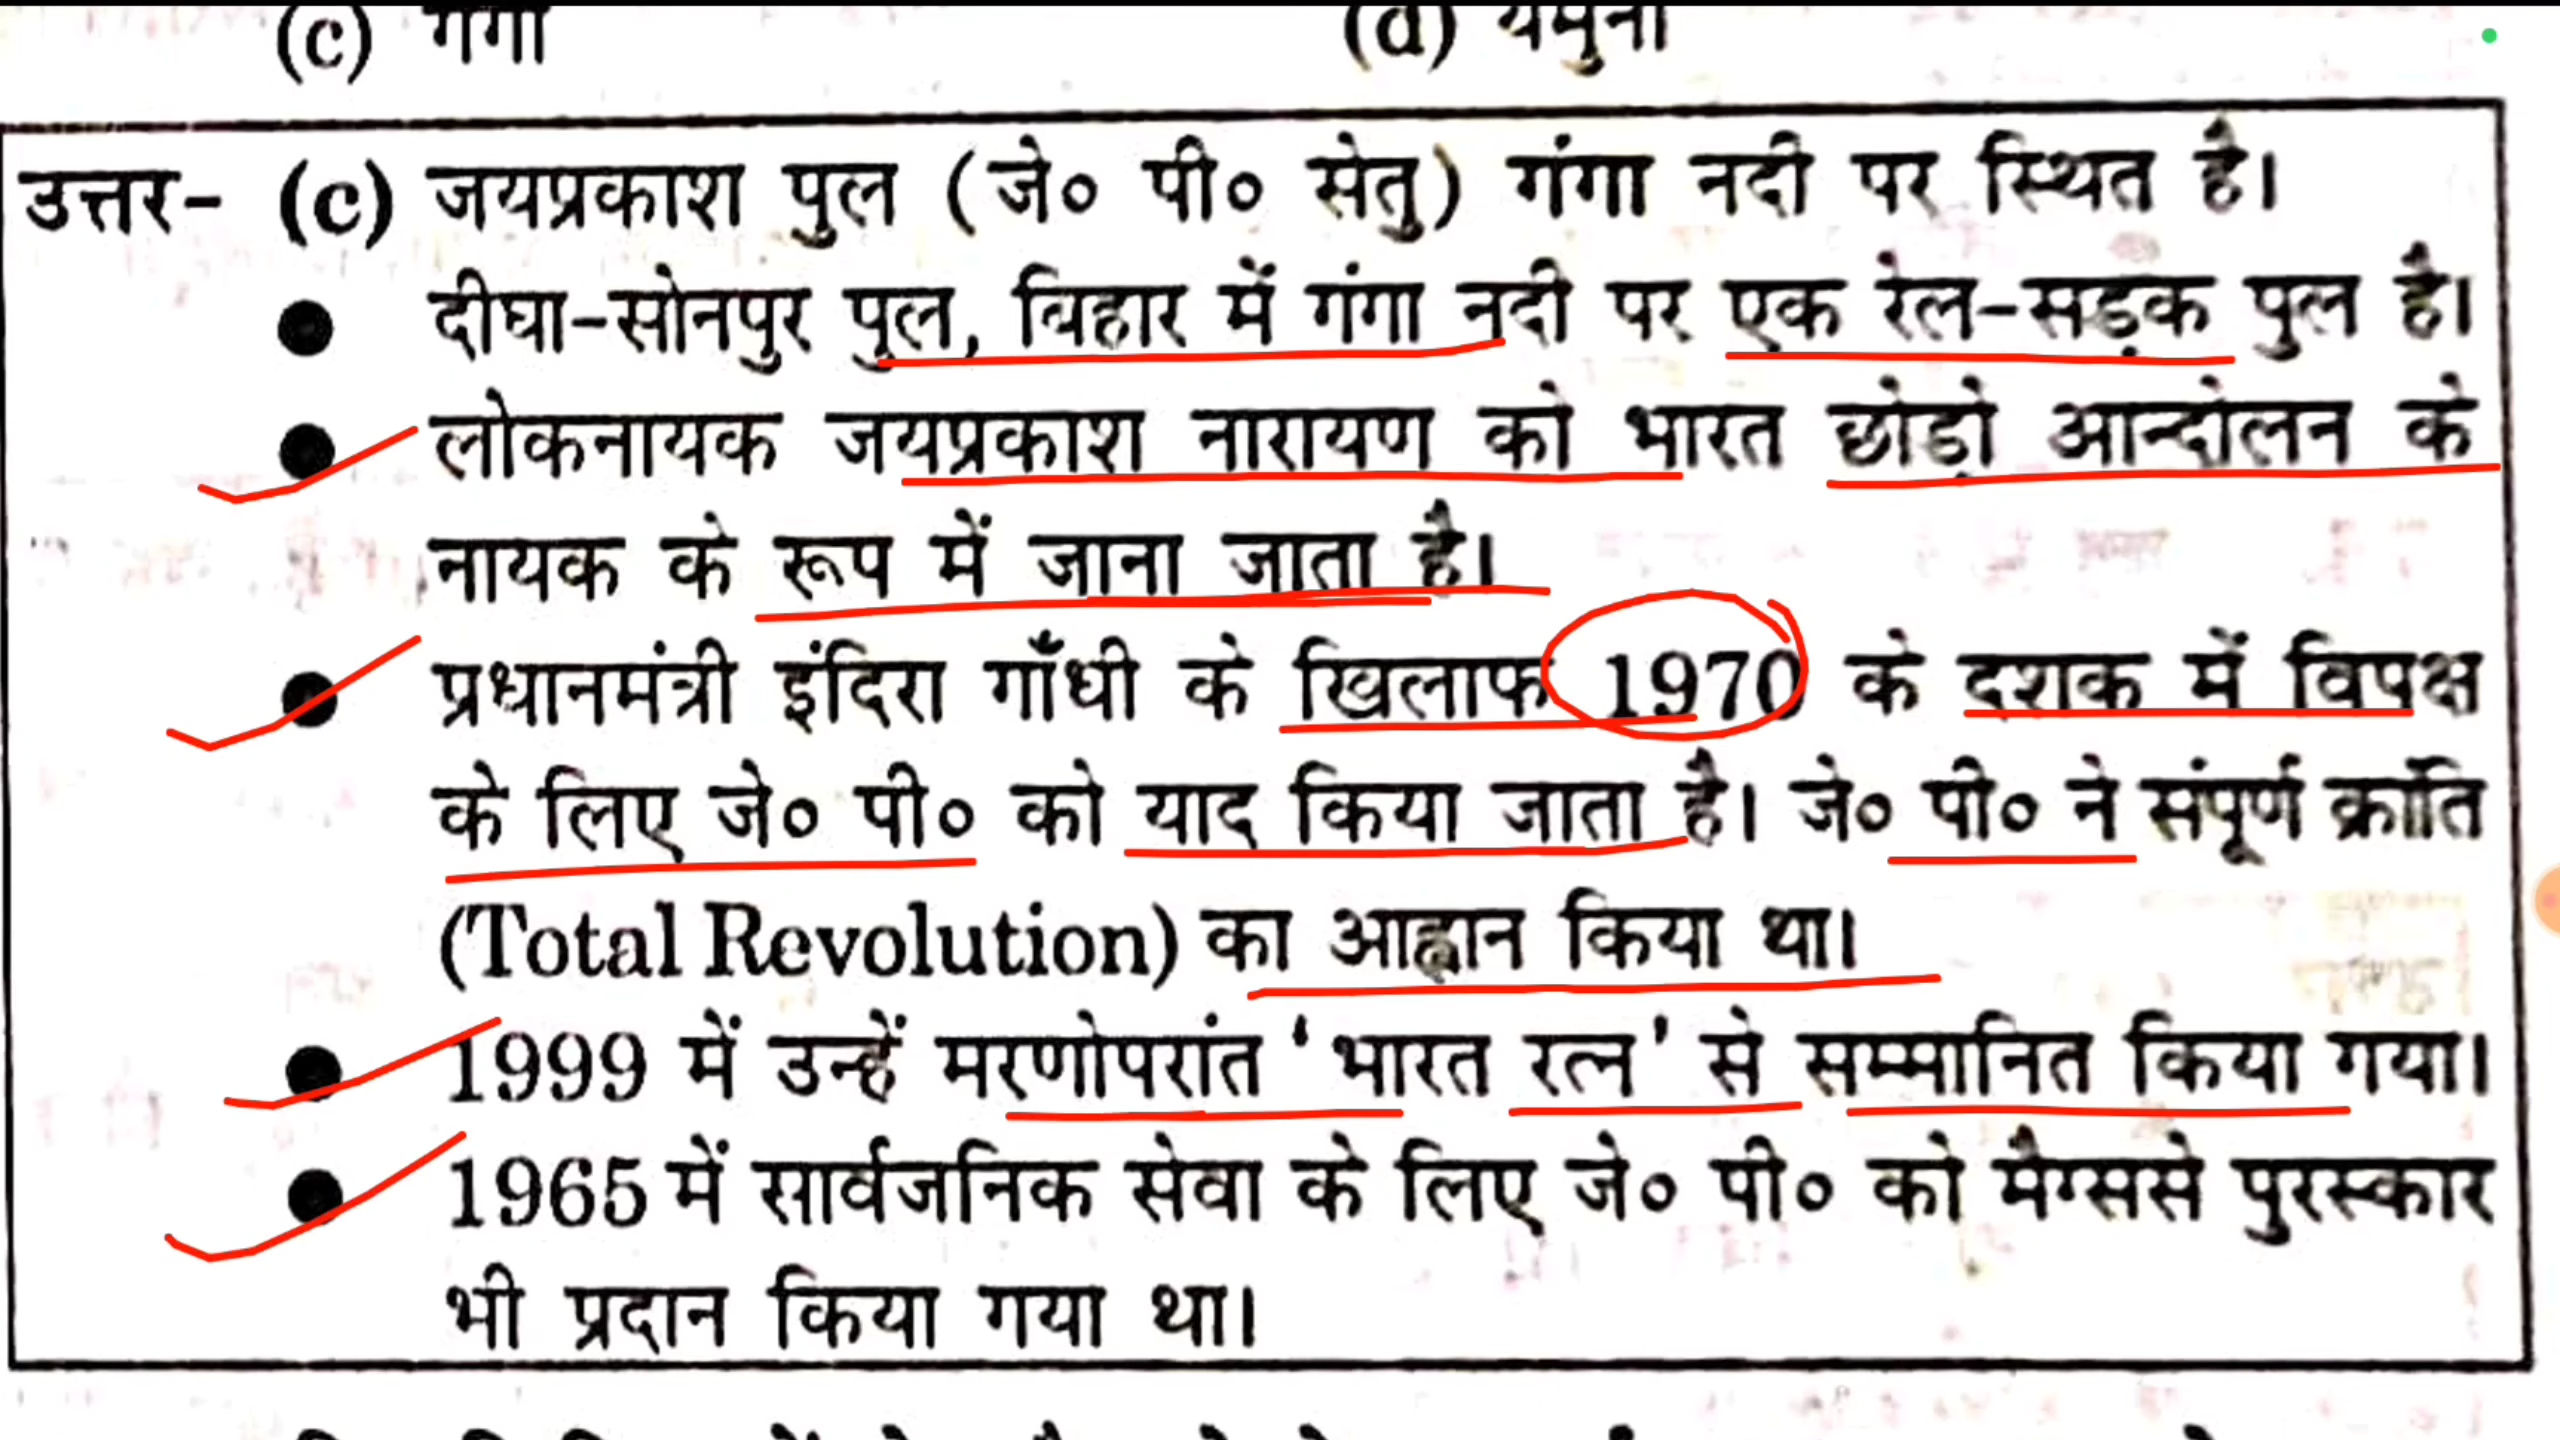 (c) गंगा (d) यमुना
उत्तर- (c) जयप्रकाश पुल (जे० पी० सेतु) गंगा नदी पर स्थित है।
● दीघा-सोनपुर पुल, बिहार में गंगा नदी पर एक रेल-सड़क पुल है।
● लोकनायक जयप्रकाश नारायण को भारत छोड़ो आन्दोलन के
नायक के रूप में जाना जाता है।
● प्रधानमंत्री इंदिरा गाँधी के खिलाफ 1970 के दशक में विपक्ष
के लिए जे० पी० को याद किया जाता है। जे० पी० ने संपूर्ण क्रांति
(Total Revolution) का आह्वान किया था।
● 1999 में उन्हें मरणोपरांत 'भारत रत्न' से सम्मानित किया गया।
● 1965 में सार्वजनिक सेवा के लिए जे० पी० को मैग्ससे पुरस्कार
भी प्रदान किया गया था।